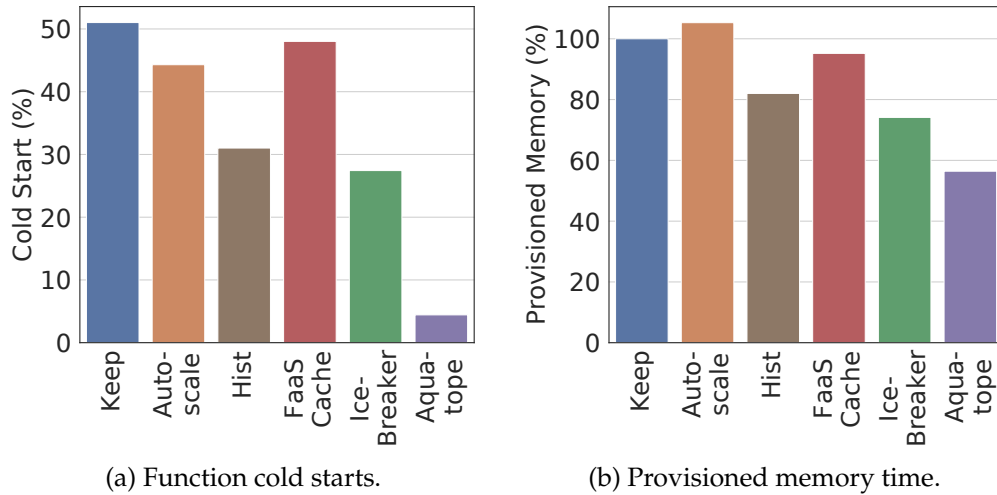 Cold Start (%)
50
40
30
20
10
0
Keep
Auto-
scale
Hist
FaaS
Cache
Ice-
Breaker
Aqua-
tope
(a) Function cold starts.
Provisioned Memory (%)
100
80
60
40
20
0
Keep
Auto-
scale
Hist
FaaS
Cache
Ice-
Breaker
Aqua-
tope
(b) Provisioned memory time.